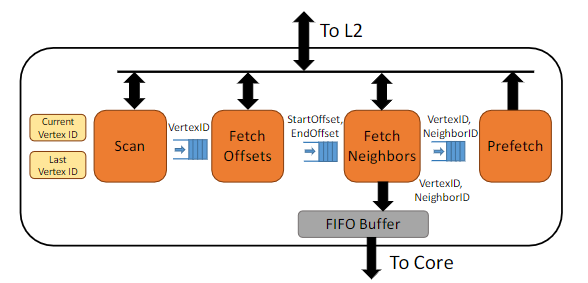 To L2
Current
Vertex ID
Last
Vertex ID
Scan
VertexID
Fetch
Offsets
StartOffset,
EndOffset
Fetch
Neighbors
VertexID,
NeighborID
Prefetch
VertexID,
NeighborID
FIFO Buffer
To Core